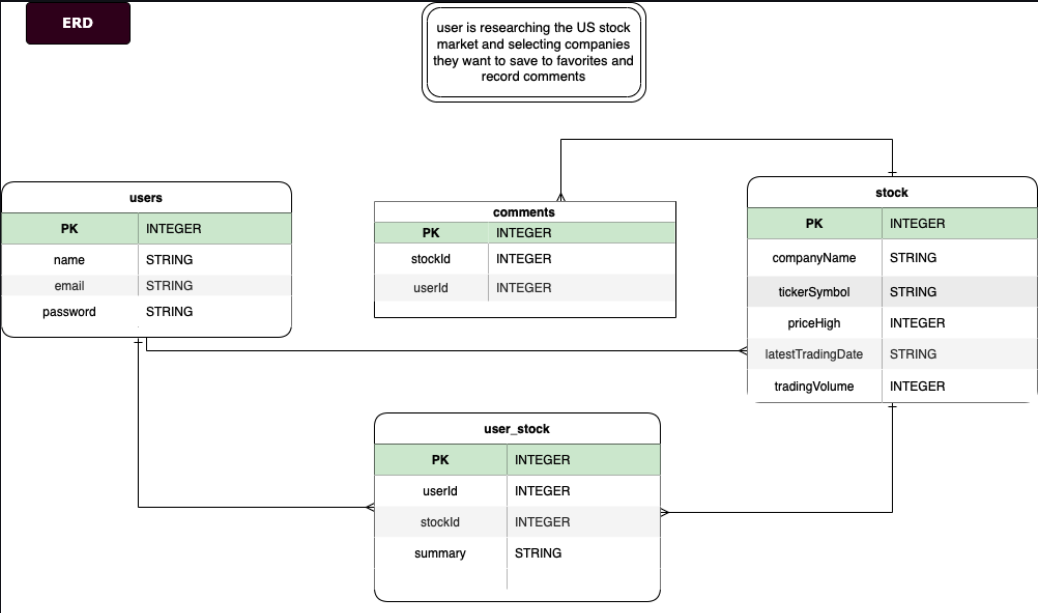 ERD
user is researching the US stock
market and selecting companies
they want to save to favorites and
record comments
users
PK INTEGER
name STRING
email STRING
password STRING
comments
PK INTEGER
stockId INTEGER
userId INTEGER
stock
PK INTEGER
companyName STRING
tickerSymbol STRING
priceHigh INTEGER
latestTradingDate STRING
tradingVolume INTEGER
user_stock
PK INTEGER
userId INTEGER
stockId INTEGER
summary STRING